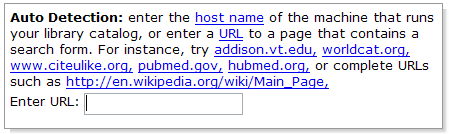 Auto Detection: enter the host name of the machine that runs
your library catalog, or enter a URL to a page that contains a
search form. For instance, try addison.vt.edu, worldcat.org,
www.citeulike.org, pubmed.gov, hubmed.org, or complete URLs
such as http://en.wikipedia.org/wiki/Main_Page,
Enter URL: